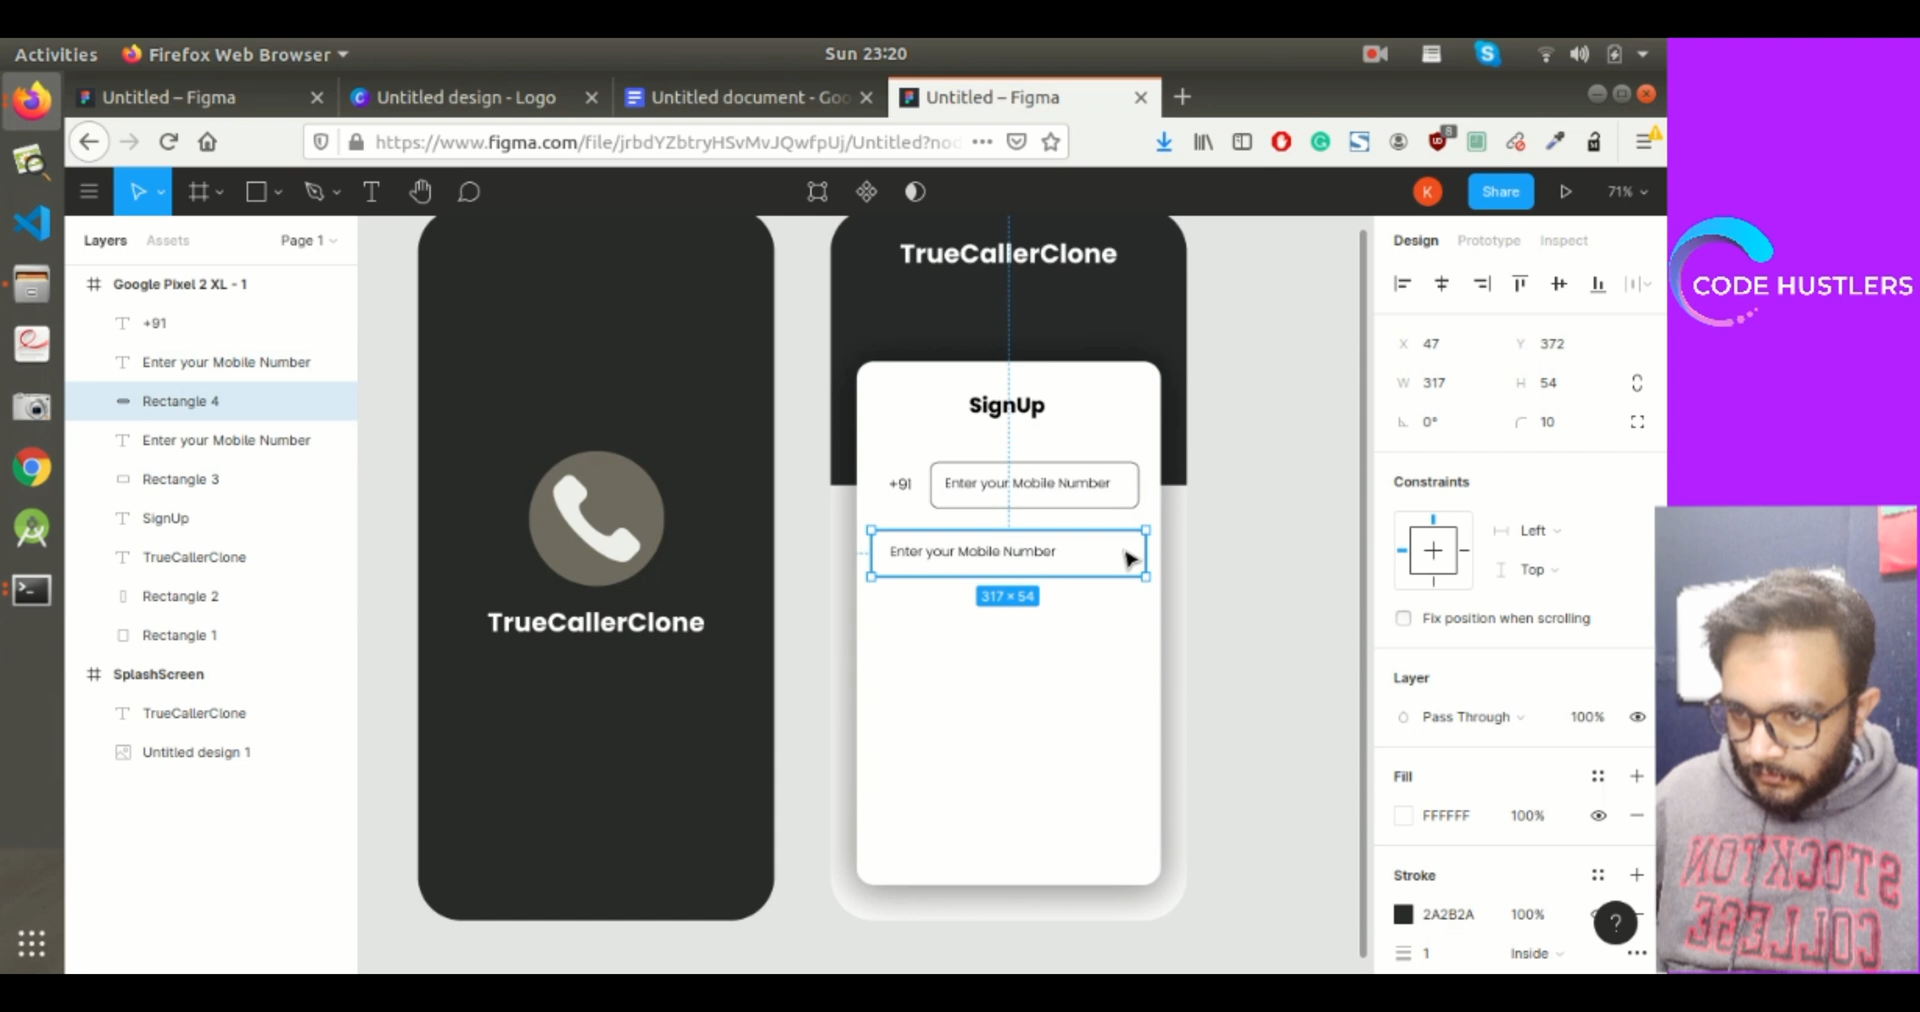 Activities Firefox Web Browser Sun 23:20
Untitled – Figma Untitled design - Logo Untitled document - Goo Untitled – Figma
https://www.figma.com/file/jrbdYZbtryHSvMvJQwfpUj/Untitled?nod 8
K Share 71%
Layers Assets Page 1
Google Pixel 2 XL - 1
+91
Enter your Mobile Number
Rectangle 4
Enter your Mobile Number
Rectangle 3
SignUp
TrueCallerClone
Rectangle 2
Rectangle 1
SplashScreen
TrueCallerClone
Untitled design 1
TrueCallerClone
TrueCallerClone
SignUp
+91 Enter your Mobile Number
Enter your Mobile Number
317 × 54
Design Prototype Inspect
X 47 Y 372
W 317 H 54
0° 10
Constraints
Left
Top
Fix position when scrolling
Layer
Pass Through 100%
Fill
FFFFFF 100%
Stroke
2A2B2A 100%
?
1 Inside
CODE HUSTLERS
STOCKTON
COLLEGE